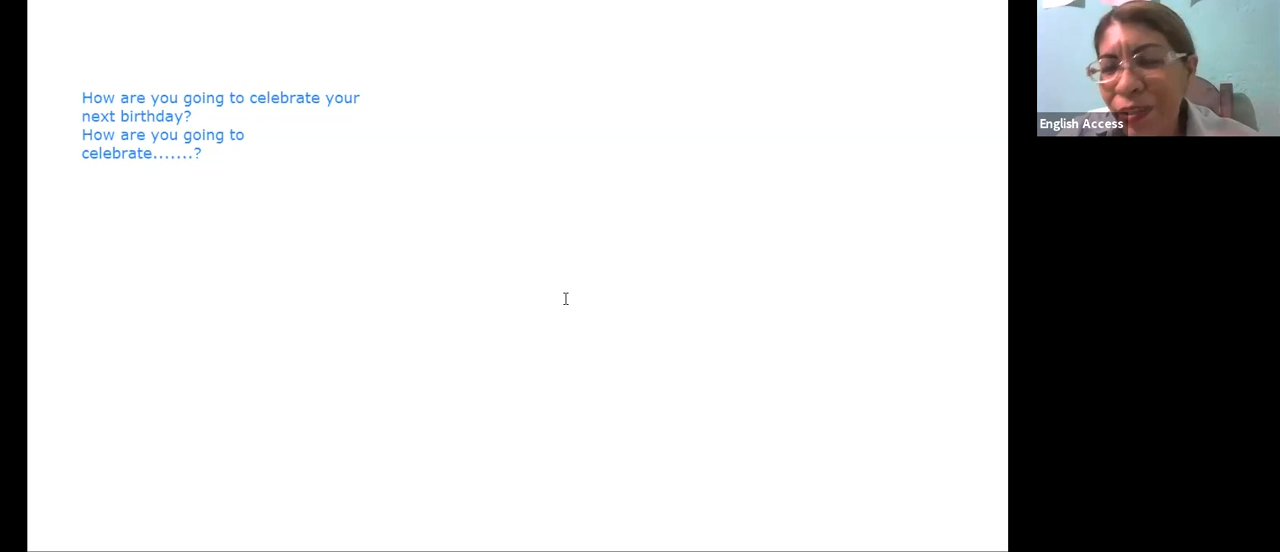 How are you going to celebrate your
next birthday?
How are you going to
celebrate.......?
English Access